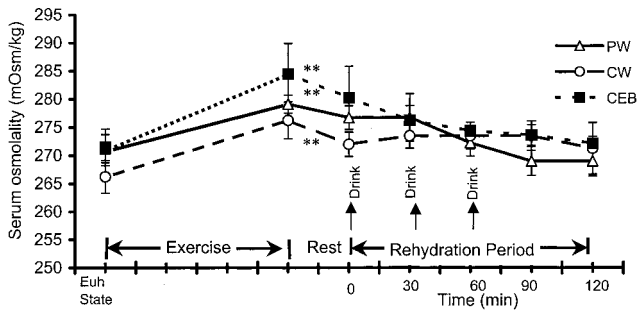 Serum osmolality (mOsm/kg)
295
290
285
280
275
270
265
260
255
250
PW
CW
CEB
**
**
**
Drink
Drink
Drink
Exercise
Rest
Rehydration Period
Euh
State
0
30
60
90
120
Time (min)